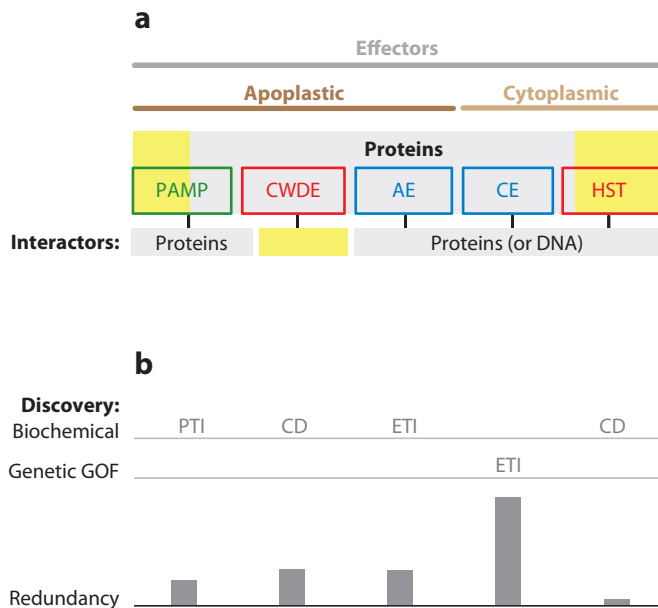 a
Effectors
Apoplastic Cytoplasmic
Proteins
PAMP CWDE AE CE HST
Interactors: Proteins Proteins (or DNA)
b
Discovery:
Biochemical PTI CD ETI CD
Genetic GOF ETI
Redundancy